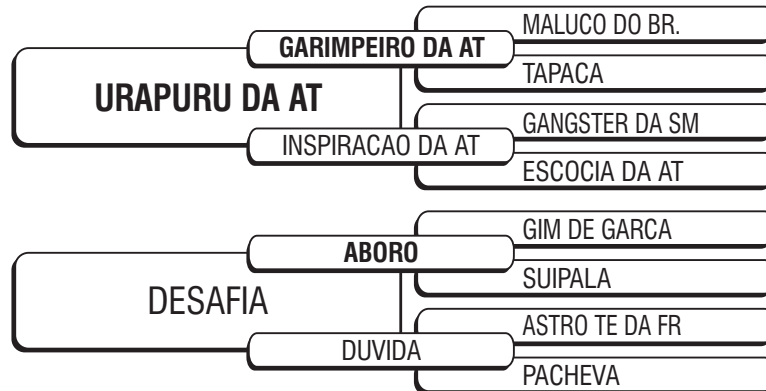 MALUCO DO BR.
GARIMPEIRO DA AT
TAPACA
URAPURU DA AT
GANGSTER DA SM
INSPIRACAO DA AT
ESCOCIA DA AT
GIM DE GARCA
ABORO
SUIPALA
DESAFIA
ASTRO TE DA FR
DUVIDA
PACHEVA